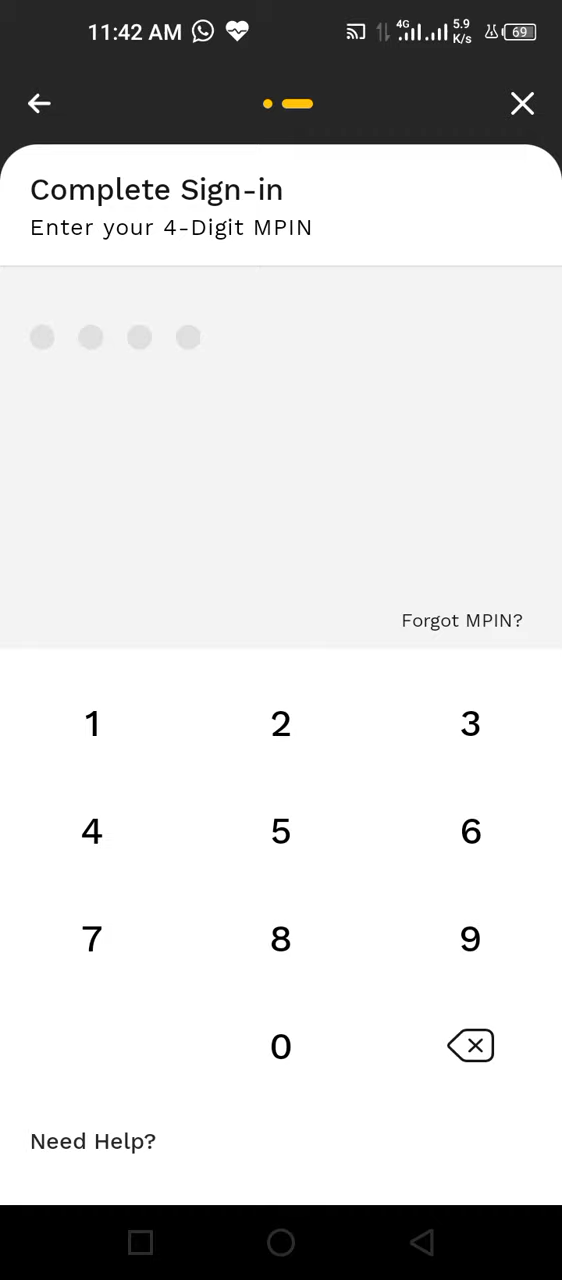 11:42 AM 4G 5.9 K/s 69
Complete Sign-in
Enter your 4-Digit MPIN
Forgot MPIN?
1 2 3
4 5 6
7 8 9
0
Need Help?